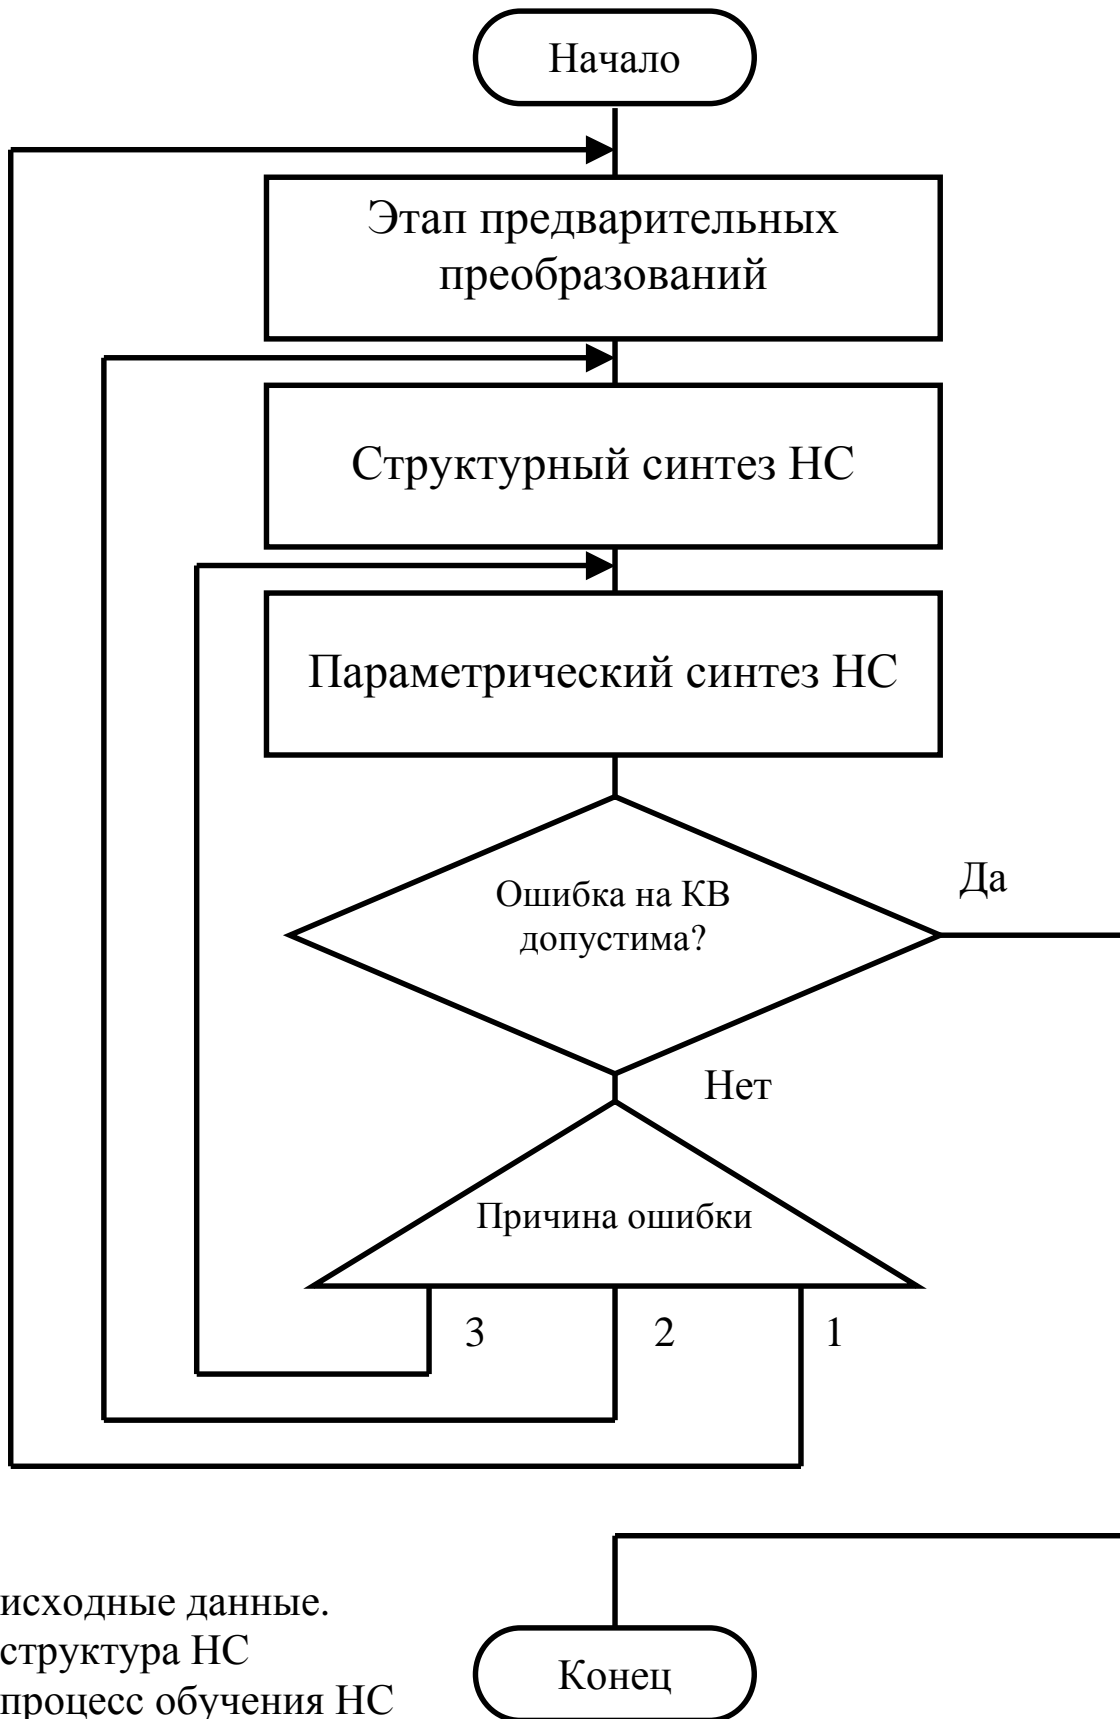 Начало
Этап предварительных
преобразований
Структурный синтез НС
Параметрический синтез НС
Ошибка на КВ
допустима?
Да
Нет
Причина ошибки
3
2
1
исходные данные.
структура НС
процесс обучения НС
Конец